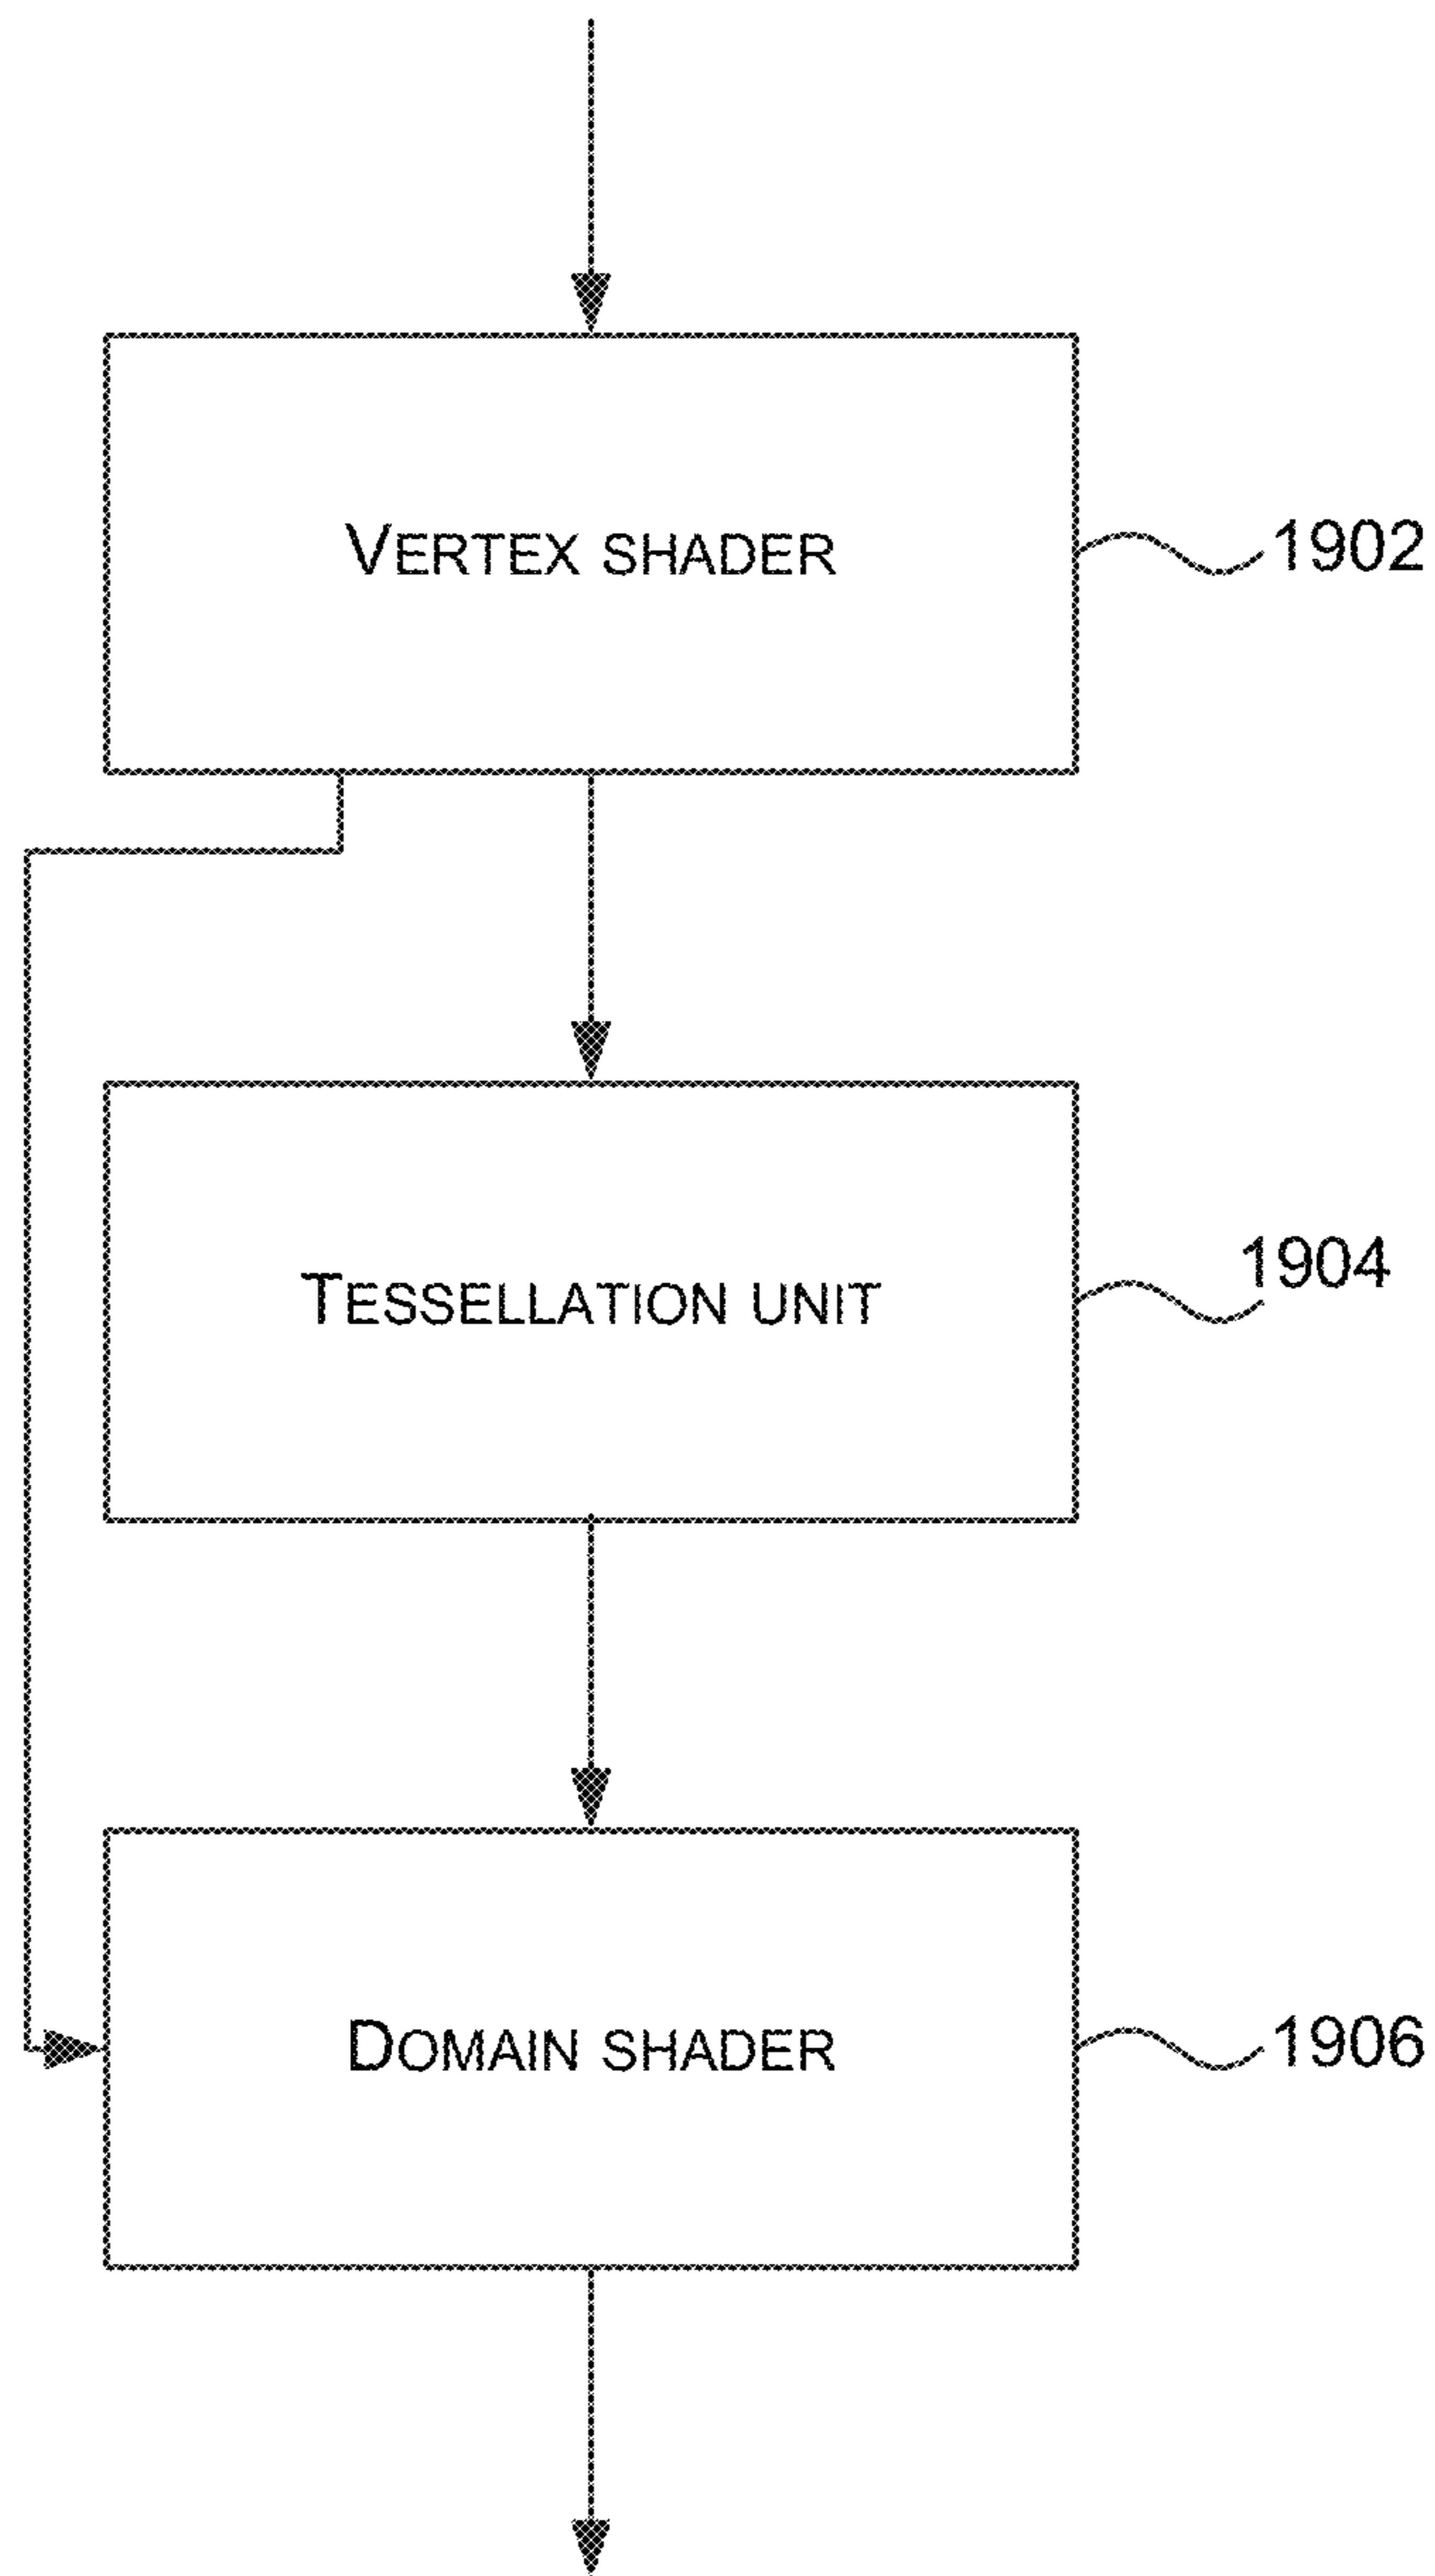 VERTEX SHADER
1902
TESSELLATION UNIT
1904
DOMAIN SHADER
1906